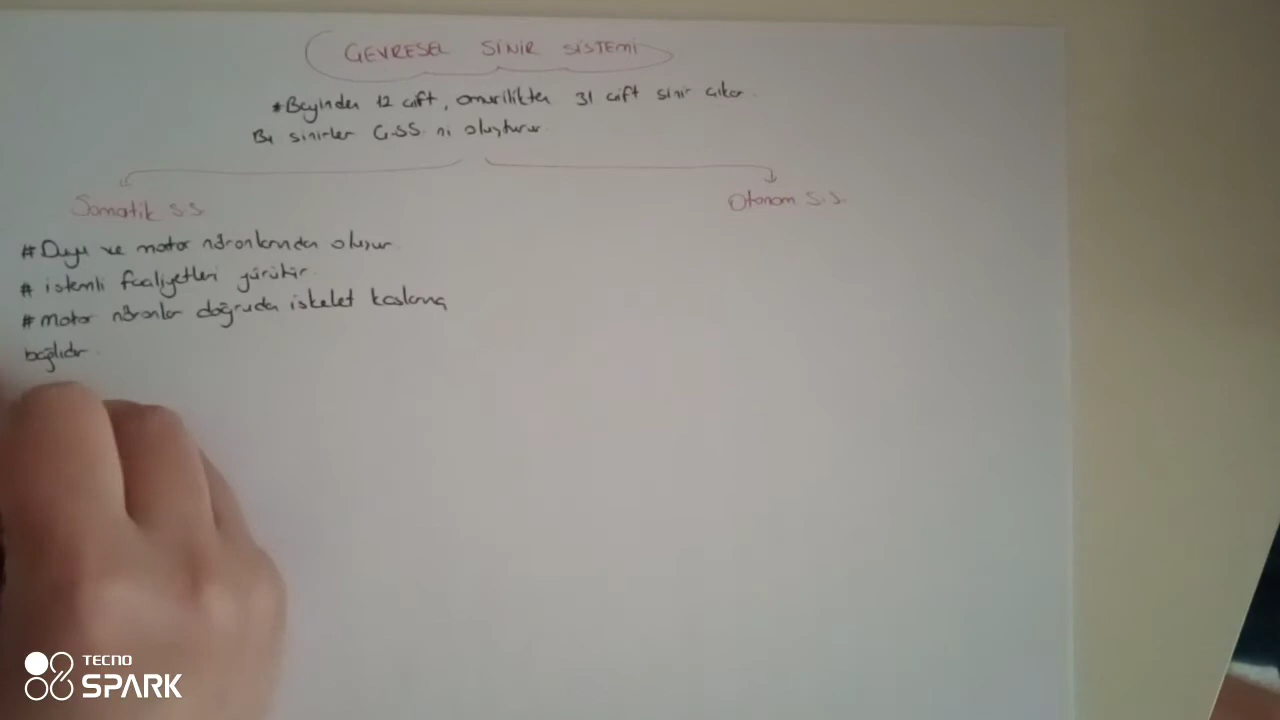 ÇEVRESEL SİNİR SİSTEMİ
* Beyinden 12 çift, omurilikten 31 çift sinir çıkar.
Bu sinirler Ç.S.S. ni oluşturur.
Somatik S.S.
Otonom S.S.
# Duyu ve motor nöronlarından oluşur.
# istemli faaliyetleri yürütür.
# motor nöronlar doğrudan iskelet kaslarına
bağlıdır.
TECNO
SPARK